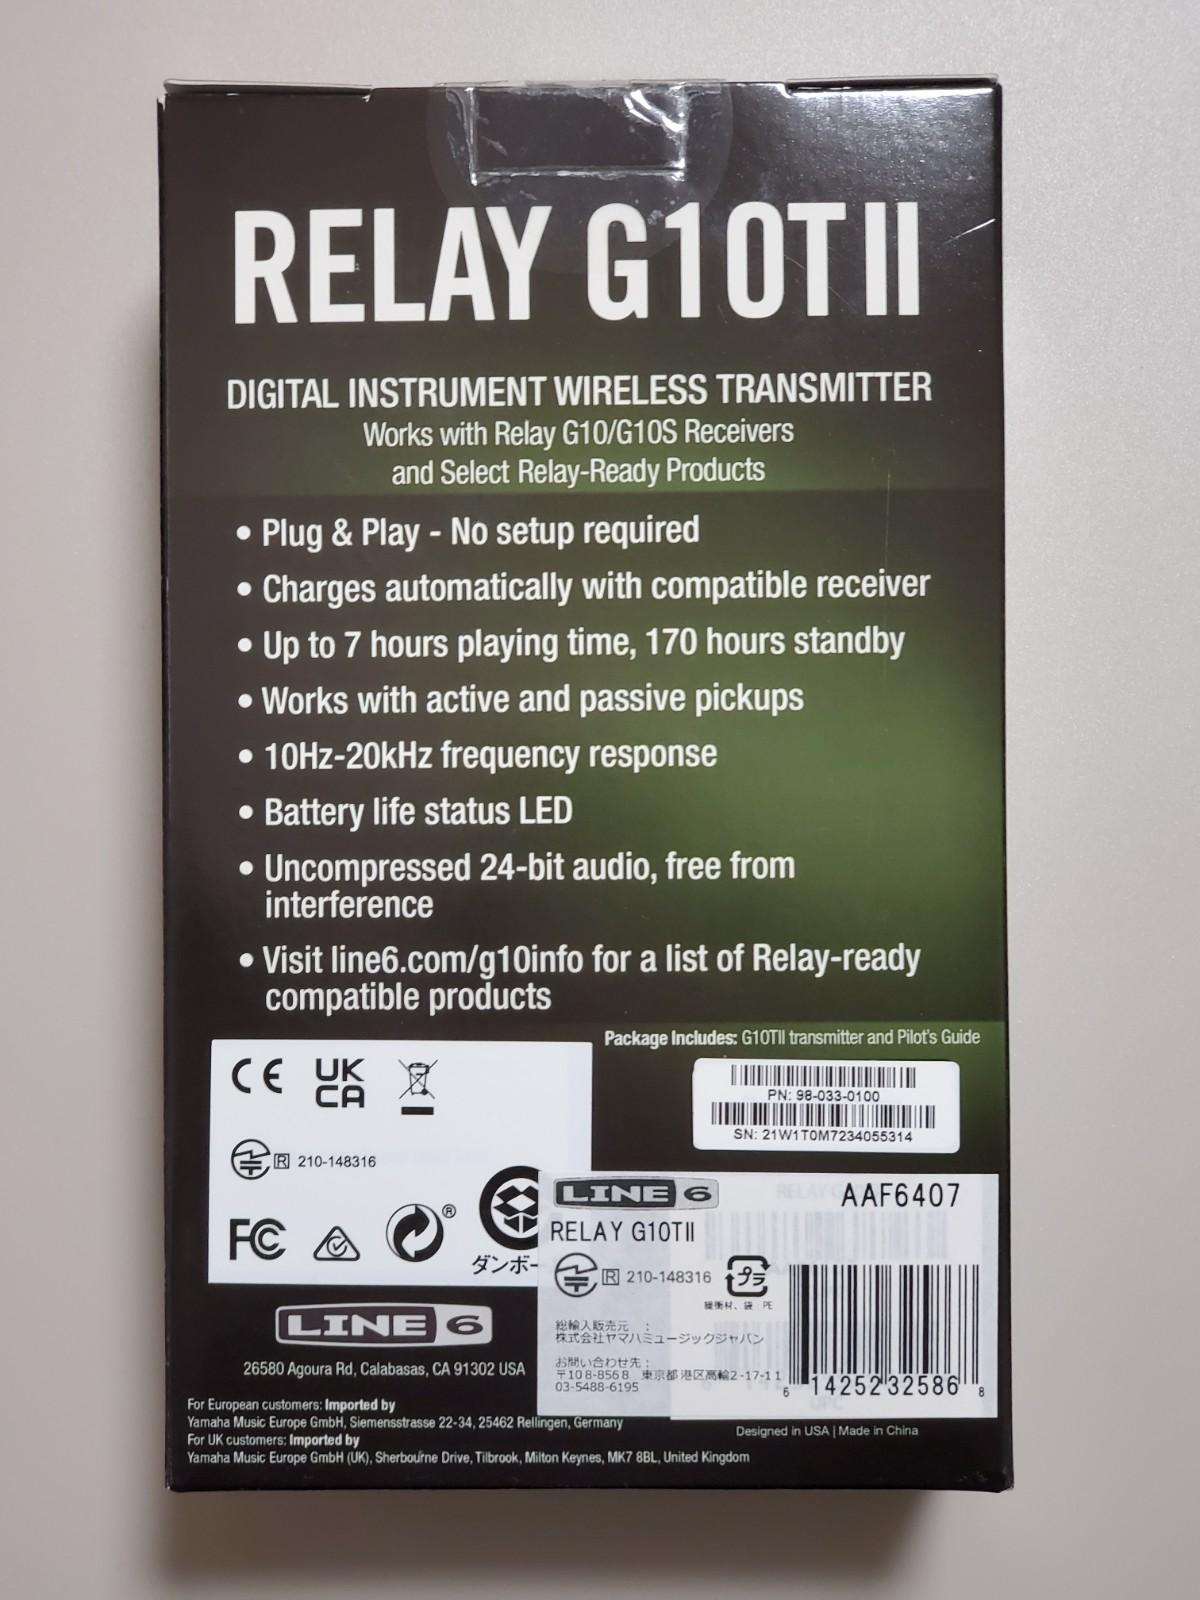 RELAY G10TII
DIGITAL INSTRUMENT WIRELESS TRANSMITTER
Works with Relay G10/G10S Receivers
and Select Relay-Ready Products
• Plug & Play - No setup required
• Charges automatically with compatible receiver
• Up to 7 hours playing time, 170 hours standby
• Works with active and passive pickups
• 10Hz-20kHz frequency response
• Battery life status LED
• Uncompressed 24-bit audio, free from
interference
• Visit line6.com/g10info for a list of Relay-ready
compatible products
Package Includes: G10TII transmitter and Pilot's Guide
CE UK
CA
PN: 98-033-0100
SN: 21W1T0M7234055314
R 210-148316
FC
®
ダンボー
LINE 6
AAF6407
RELAY G10TII
R 210-148316
プラ
緩衝材、袋：PE
総輸入販売元 :
株式会社ヤマハミュージックジャパン
お問い合わせ先:
〒108-8568 東京都港区高輪2-17-11
03-5488-6195
6 14252 32586 8
LINE 6
26580 Agoura Rd, Calabasas, CA 91302 USA
For European customers: Imported by
Yamaha Music Europe GmbH, Siemensstrasse 22-34, 25462 Rellingen, Germany
For UK customers: Imported by
Yamaha Music Europe GmbH (UK), Sherbourne Drive, Tilbrook, Milton Keynes, MK7 8BL, United Kingdom
Designed in USA | Made in China